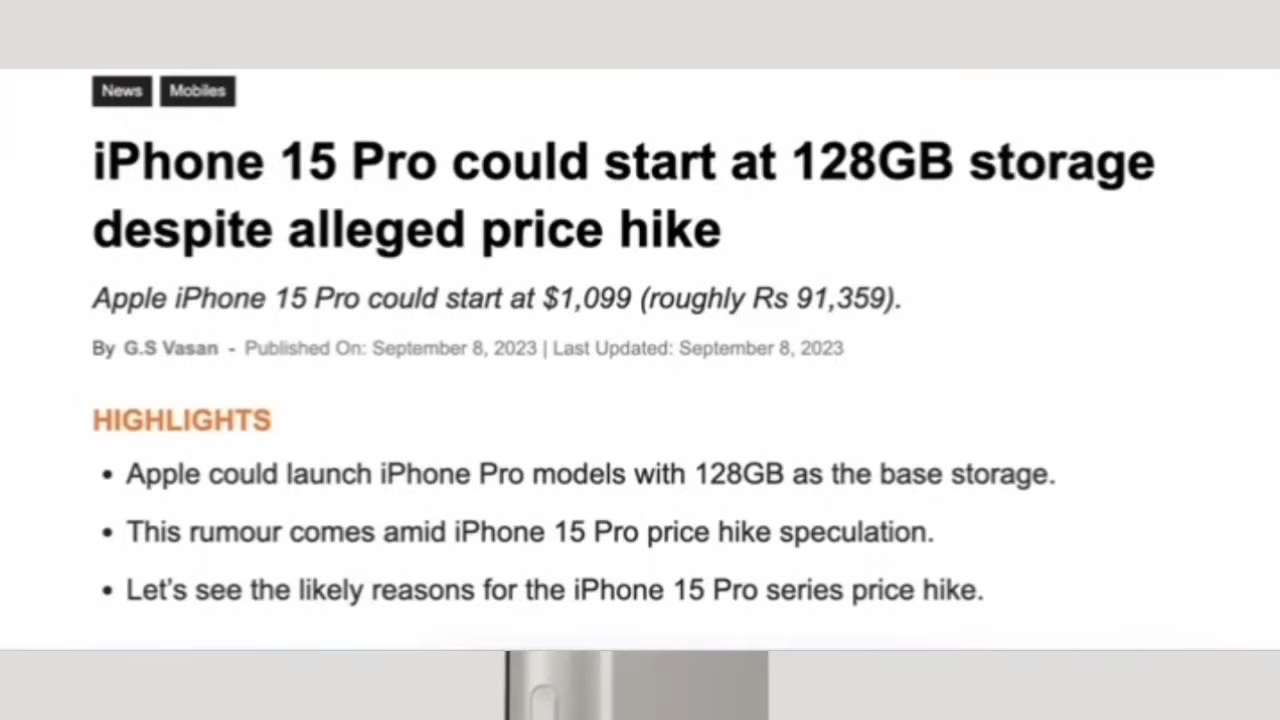 News Mobiles
iPhone 15 Pro could start at 128GB storage
despite alleged price hike
Apple iPhone 15 Pro could start at $1,099 (roughly Rs 91,359).
By G.S Vasan - Published On: September 8, 2023 | Last Updated: September 8, 2023
HIGHLIGHTS
• Apple could launch iPhone Pro models with 128GB as the base storage.
• This rumour comes amid iPhone 15 Pro price hike speculation.
• Let's see the likely reasons for the iPhone 15 Pro series price hike.